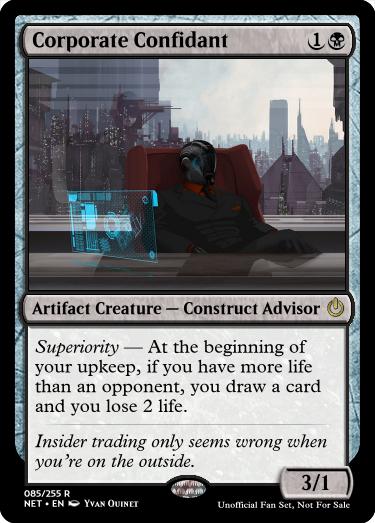 Corporate Confidant 1
Artifact Creature — Construct Advisor
Superiority — At the beginning of
your upkeep, if you have more life
than an opponent, you draw a card
and you lose 2 life.
Insider trading only seems wrong when
you're on the outside.
3/1
085/255 R
NET • EN Yvan Quinet
Unofficial Fan Set, Not For Sale